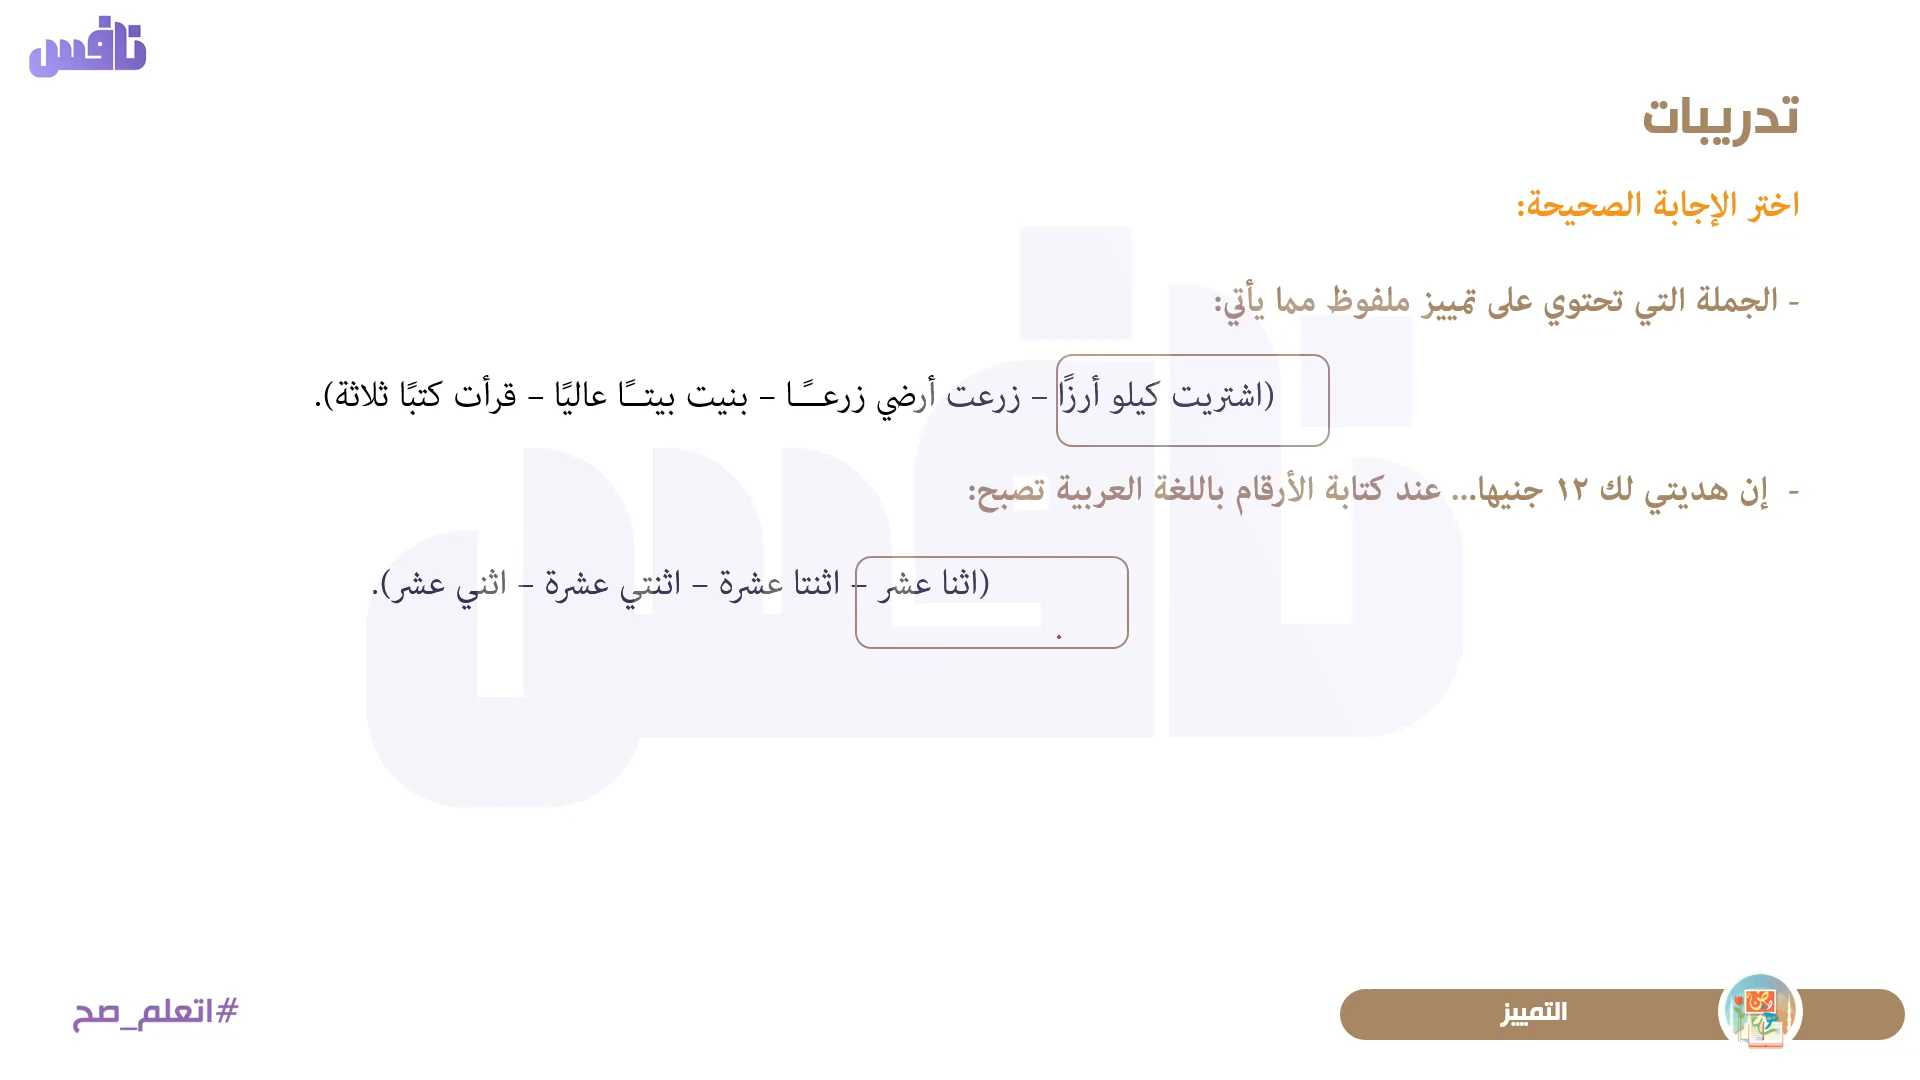 نافس
تدريبات
اختر الإجابة الصحيحة:
- الجملة التي تحتوي على تمييز ملفوظ مما يأتي:
(اشتريت كيلو أرزًا – زرعت أرضي زرعـــًـا – بنيت بيتــًا عاليًا – قرأت كتبًا ثلاثة).
- إن هديتي لك ١٢ جنيها... عند كتابة الأرقام باللغة العربية تصبح:
(اثنا عشر – اثنتا عشرة – اثنتي عشرة – اثني عشر).
التمييز
#اتعلم_صح